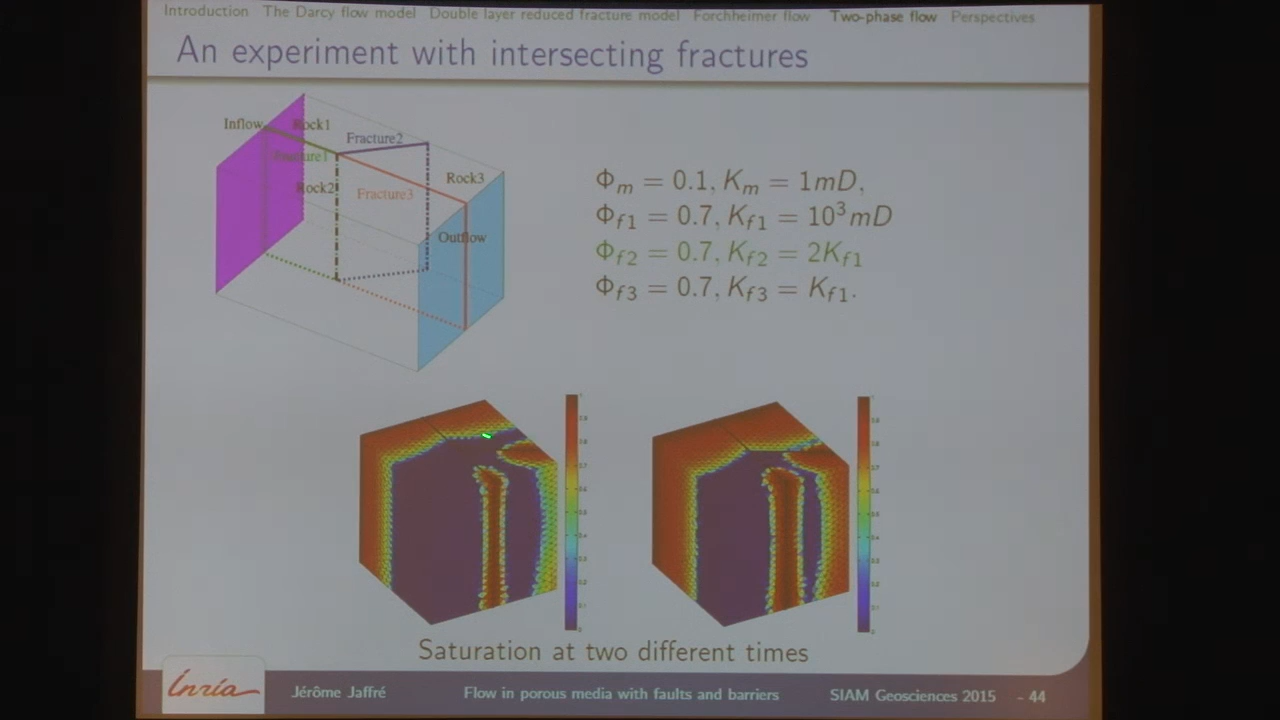 Introduction The Darcy flow model Double layer reduced fracture model Forchheimer flow Two-phase flow Perspectives
An experiment with intersecting fractures
Inflow
Rock1
Fracture2
Fracture1
Rock2
Fracture3
Rock3
Outflow
Φm = 0.1, Km = 1mD,
Φf1 = 0.7, Kf1 = 10³mD
Φf2 = 0.7, Kf2 = 2Kf1
Φf3 = 0.7, Kf3 = Kf1.
Saturation at two different times
Inria
Jérôme Jaffré
Flow in porous media with faults and barriers
SIAM Geosciences 2015 - 44